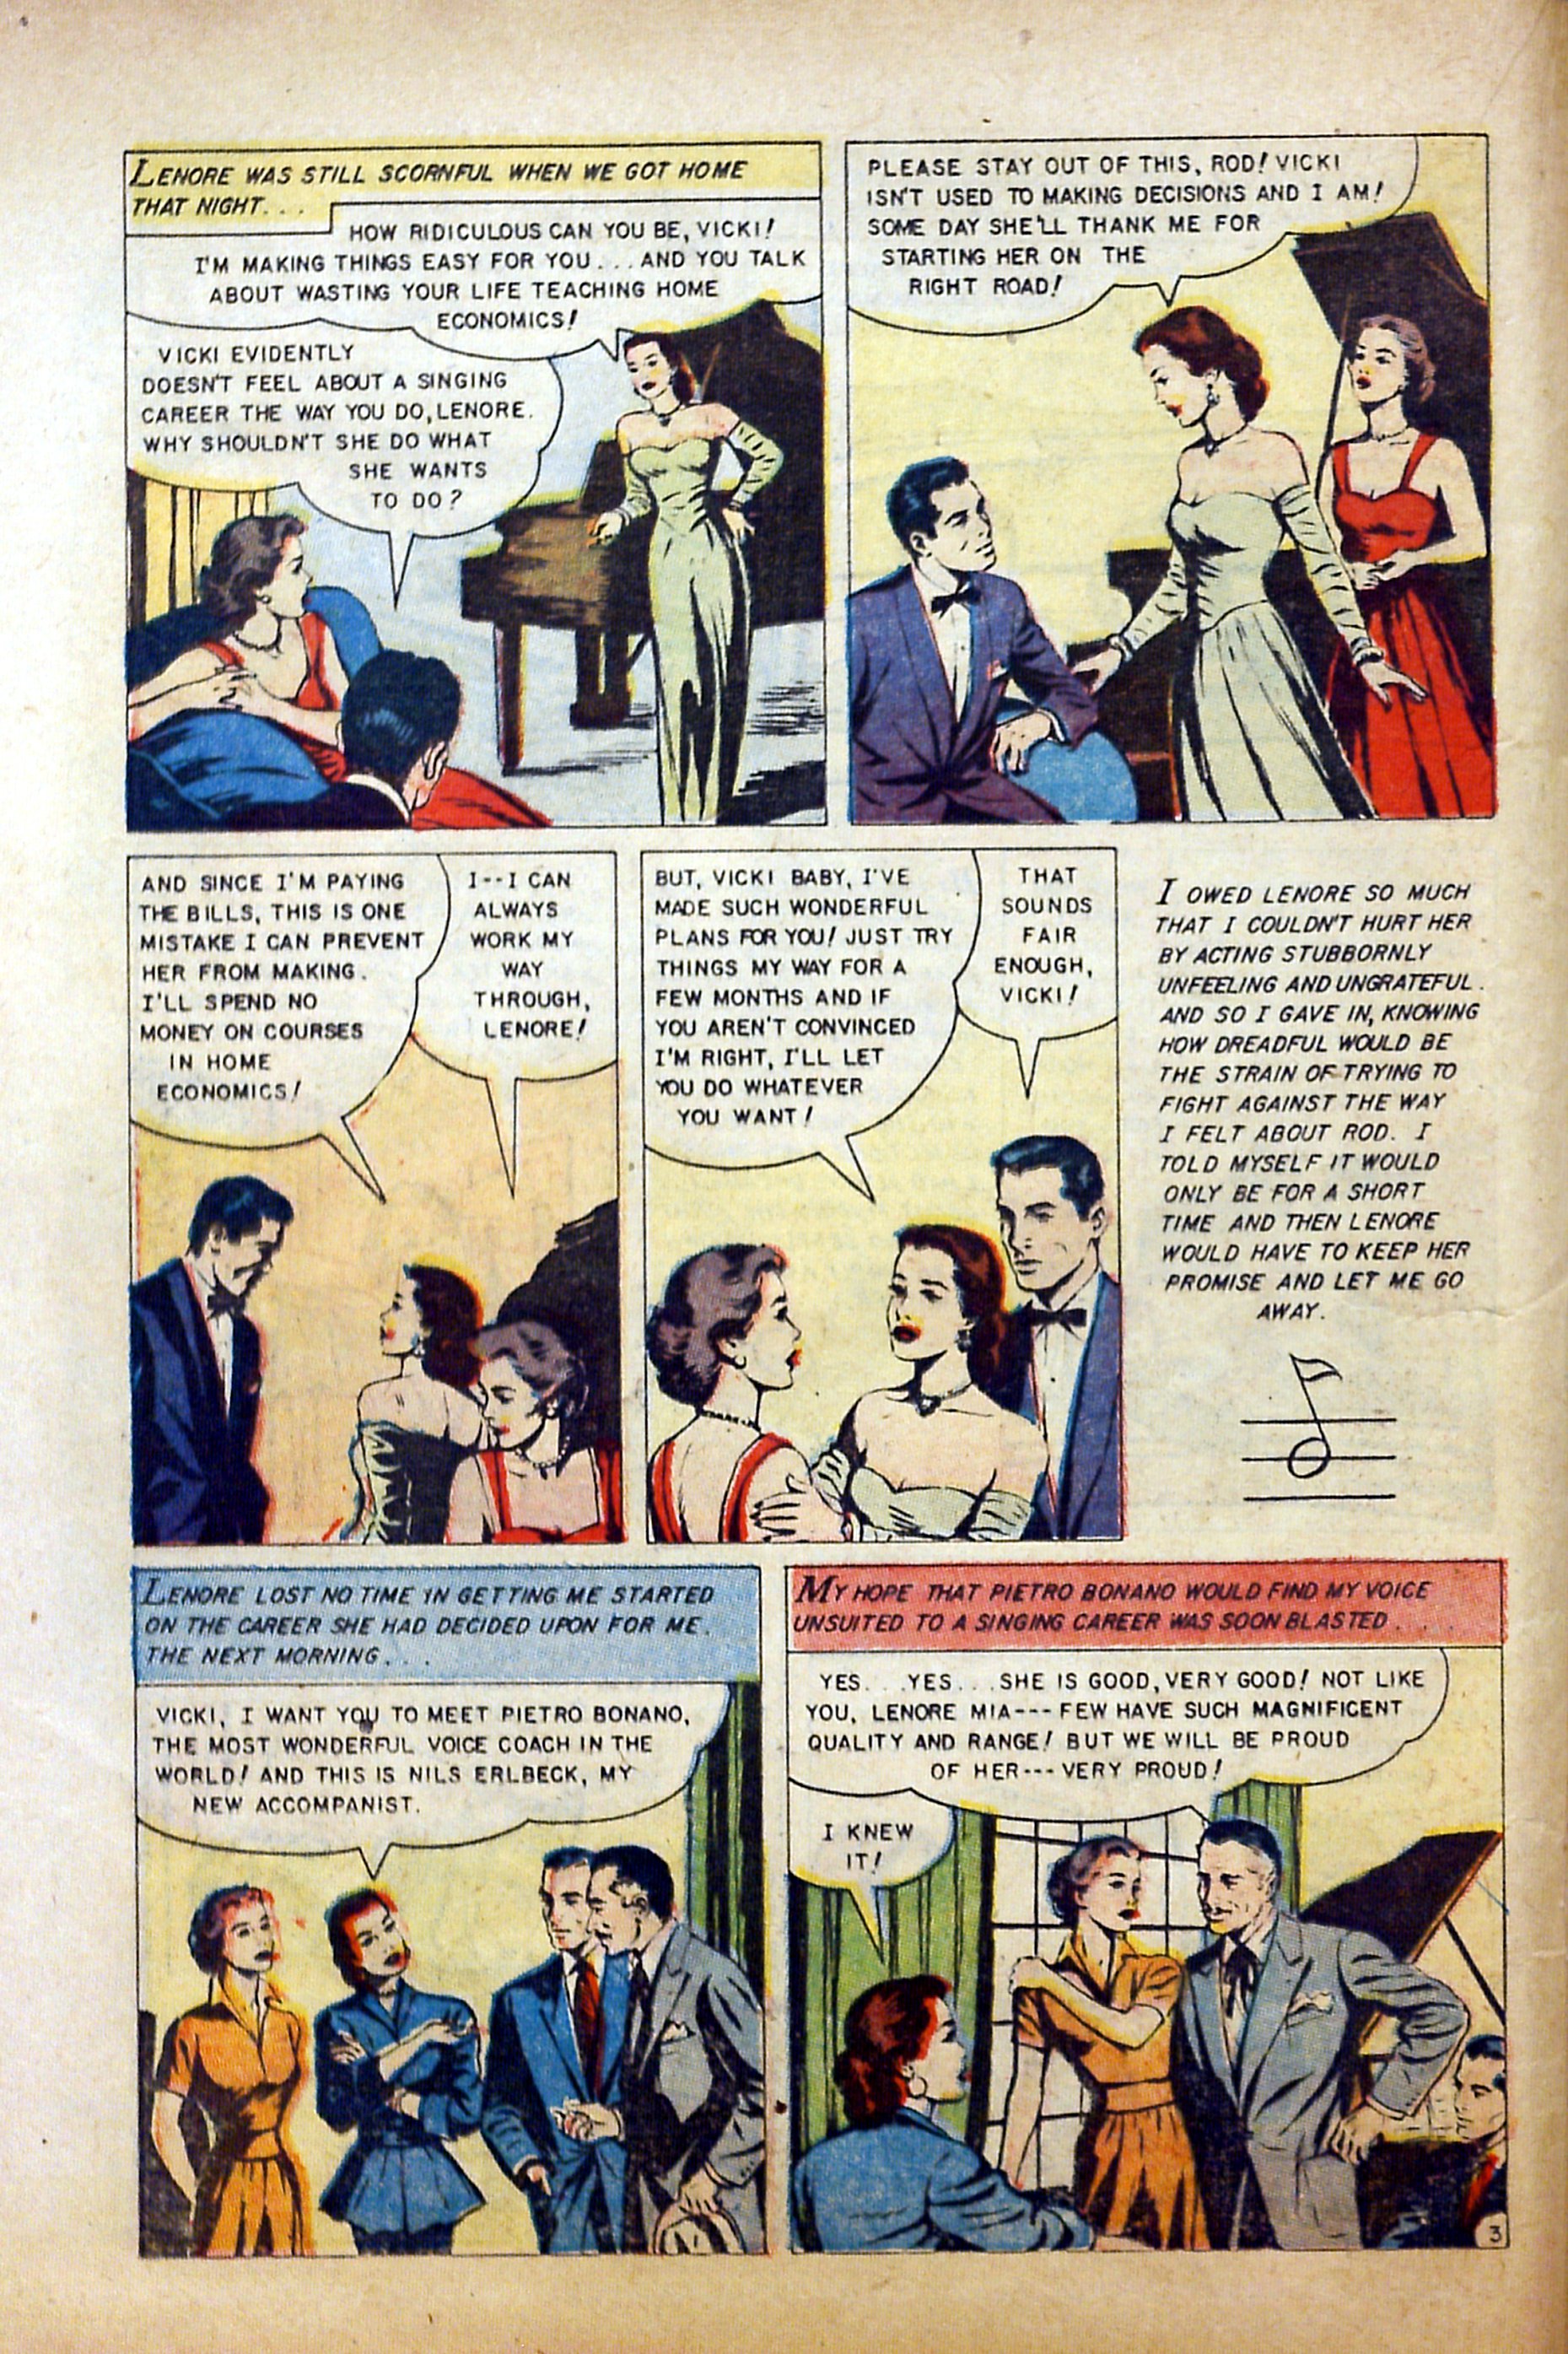 LENORE WAS STILL SCORNFUL WHEN WE GOT HOME
THAT NIGHT...
HOW RIDICULOUS CAN YOU BE, VICKI!
I'M MAKING THINGS EASY FOR YOU...AND YOU TALK
ABOUT WASTING YOUR LIFE TEACHING HOME
ECONOMICS!
VICKI EVIDENTLY
DOESN'T FEEL ABOUT A SINGING
CAREER THE WAY YOU DO, LENORE.
WHY SHOULDN'T SHE DO WHAT
SHE WANTS
TO DO?
PLEASE STAY OUT OF THIS, ROD! VICKI
ISN'T USED TO MAKING DECISIONS AND I AM!
SOME DAY SHE'LL THANK ME FOR
STARTING HER ON THE
RIGHT ROAD!
AND SINCE I'M PAYING
THE BILLS, THIS IS ONE
MISTAKE I CAN PREVENT
HER FROM MAKING.
I'LL SPEND NO
MONEY ON COURSES
IN HOME
ECONOMICS!
I--I CAN
ALWAYS
WORK MY
WAY
THROUGH,
LENORE!
BUT, VICKI BABY, I'VE
MADE SUCH WONDERFUL
PLANS FOR YOU! JUST TRY
THINGS MY WAY FOR A
FEW MONTHS AND IF
YOU AREN'T CONVINCED
I'M RIGHT, I'LL LET
YOU DO WHATEVER
YOU WANT!
THAT
SOUNDS
FAIR
ENOUGH,
VICKI!
I OWED LENORE SO MUCH
THAT I COULDN'T HURT HER
BY ACTING STUBBORNLY
UNFEELING AND UNGRATEFUL.
AND SO I GAVE IN, KNOWING
HOW DREADFUL WOULD BE
THE STRAIN OF TRYING TO
FIGHT AGAINST THE WAY
I FELT ABOUT ROD. I
TOLD MYSELF IT WOULD
ONLY BE FOR A SHORT
TIME AND THEN LENORE
WOULD HAVE TO KEEP HER
PROMISE AND LET ME GO
AWAY.
LENORE LOST NO TIME IN GETTING ME STARTED
ON THE CAREER SHE HAD DECIDED UPON FOR ME.
THE NEXT MORNING...
VICKI, I WANT YOU TO MEET PIETRO BONANO,
THE MOST WONDERFUL VOICE COACH IN THE
WORLD! AND THIS IS NILS ERLBECK, MY
NEW ACCOMPANIST.
MY HOPE THAT PIETRO BONANO WOULD FIND MY VOICE
UNSUITED TO A SINGING CAREER WAS SOON BLASTED....
YES...YES...SHE IS GOOD, VERY GOOD! NOT LIKE
YOU, LENORE MIA---FEW HAVE SUCH MAGNIFICENT
QUALITY AND RANGE! BUT WE WILL BE PROUD
OF HER---VERY PROUD!
I KNEW
IT!
3